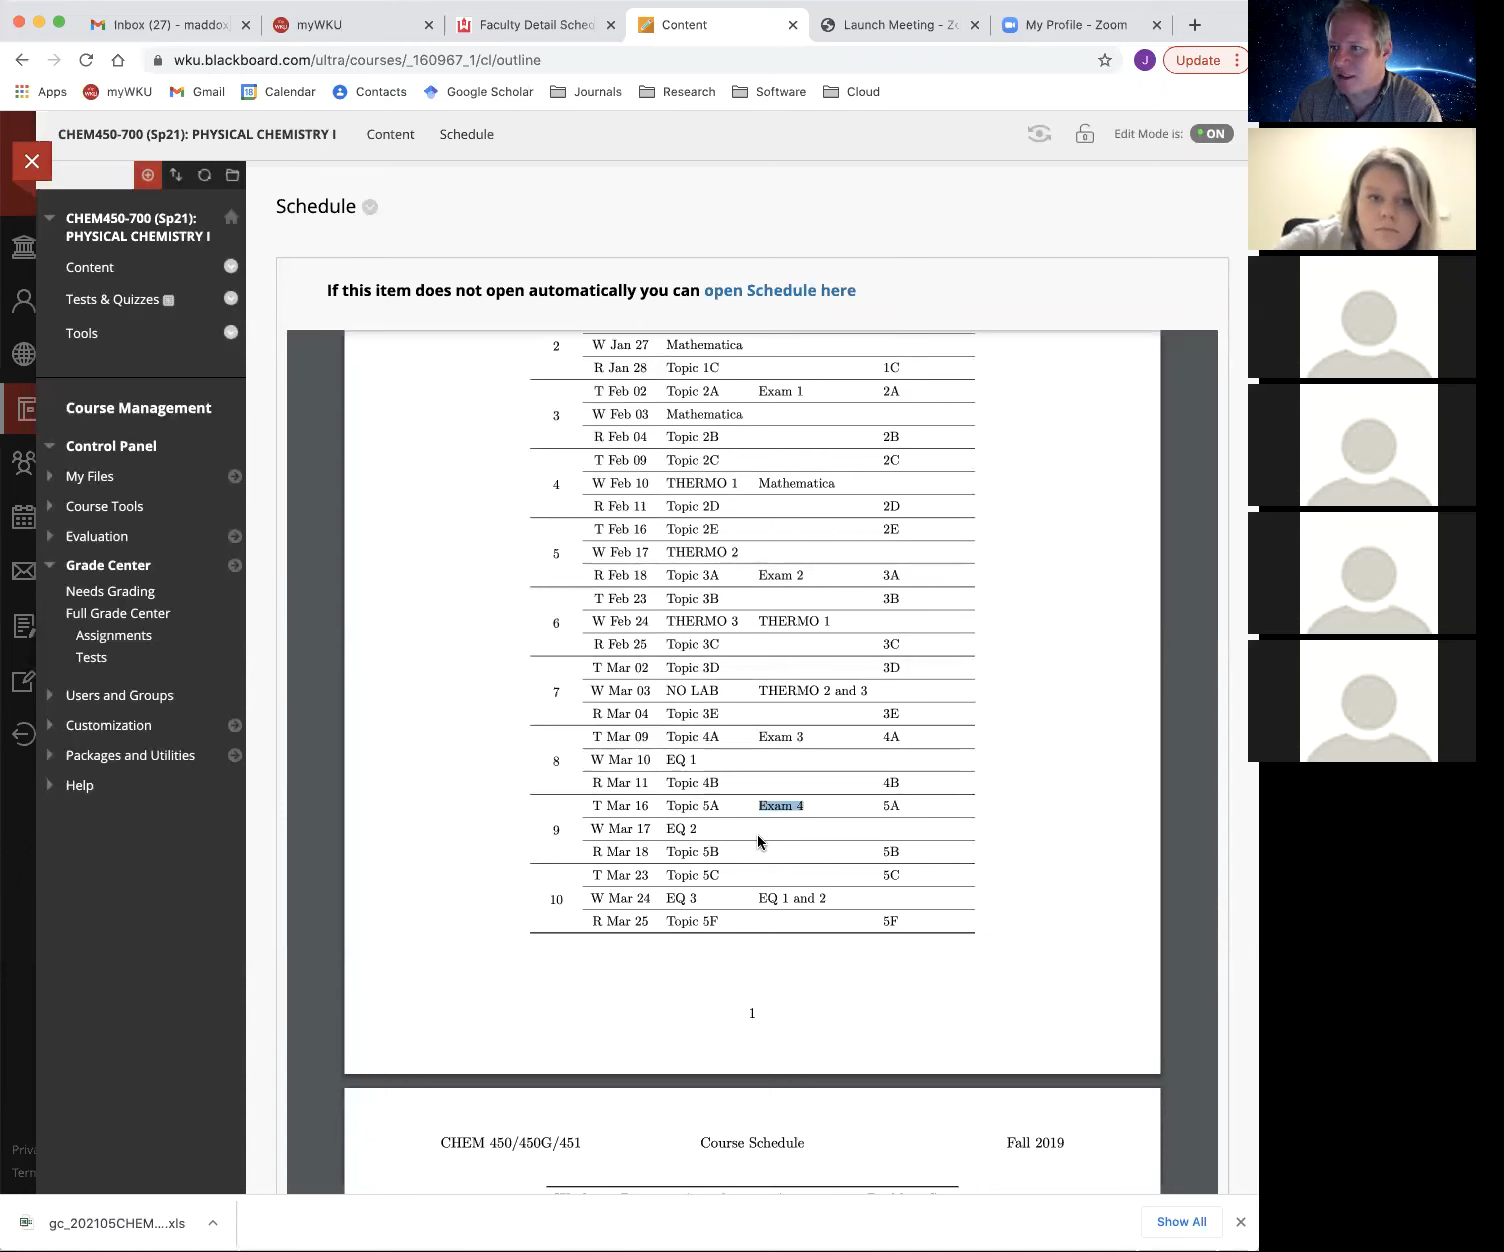 Inbox (27) - maddox
myWKU
Faculty Detail Sched
Content
Launch Meeting - Zo
My Profile - Zoom
wku.blackboard.com/ultra/courses/_160967_1/cl/outline
J
Update
Apps
myWKU
Gmail
Calendar
Contacts
Google Scholar
Journals
Research
Software
Cloud
CHEM450-700 (Sp21): PHYSICAL CHEMISTRY I
Content
Schedule
Edit Mode is:
ON
CHEM450-700 (Sp21):
PHYSICAL CHEMISTRY I
Content
Tests & Quizzes
Tools
Course Management
Control Panel
My Files
Course Tools
Evaluation
Grade Center
Needs Grading
Full Grade Center
Assignments
Tests
Users and Groups
Customization
Packages and Utilities
Help
Schedule
If this item does not open automatically you can open Schedule here
2 W Jan 27 Mathematica
R Jan 28 Topic 1C 1C
T Feb 02 Topic 2A Exam 1 2A
3 W Feb 03 Mathematica
R Feb 04 Topic 2B 2B
T Feb 09 Topic 2C 2C
4 W Feb 10 THERMO 1 Mathematica
R Feb 11 Topic 2D 2D
T Feb 16 Topic 2E 2E
5 W Feb 17 THERMO 2
R Feb 18 Topic 3A Exam 2 3A
T Feb 23 Topic 3B 3B
6 W Feb 24 THERMO 3 THERMO 1
R Feb 25 Topic 3C 3C
T Mar 02 Topic 3D 3D
7 W Mar 03 NO LAB THERMO 2 and 3
R Mar 04 Topic 3E 3E
T Mar 09 Topic 4A Exam 3 4A
8 W Mar 10 EQ 1
R Mar 11 Topic 4B 4B
T Mar 16 Topic 5A Exam 4 5A
9 W Mar 17 EQ 2
R Mar 18 Topic 5B 5B
T Mar 23 Topic 5C 5C
10 W Mar 24 EQ 3 EQ 1 and 2
R Mar 25 Topic 5F 5F
1
CHEM 450/450G/451 Course Schedule Fall 2019
Priva
Term
gc_202105CHEM....xls
Show All